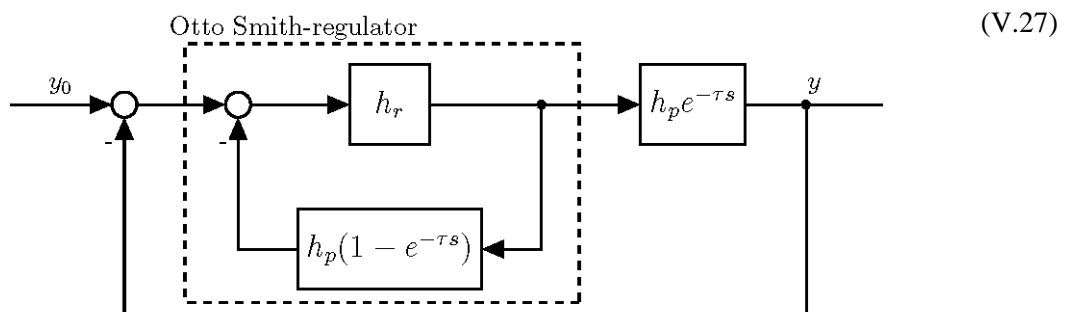 Otto Smith-regulator (V.27)
y₀ hᵣ hₚe^{−τs} y
- -
hₚ(1 − e^{−τs})